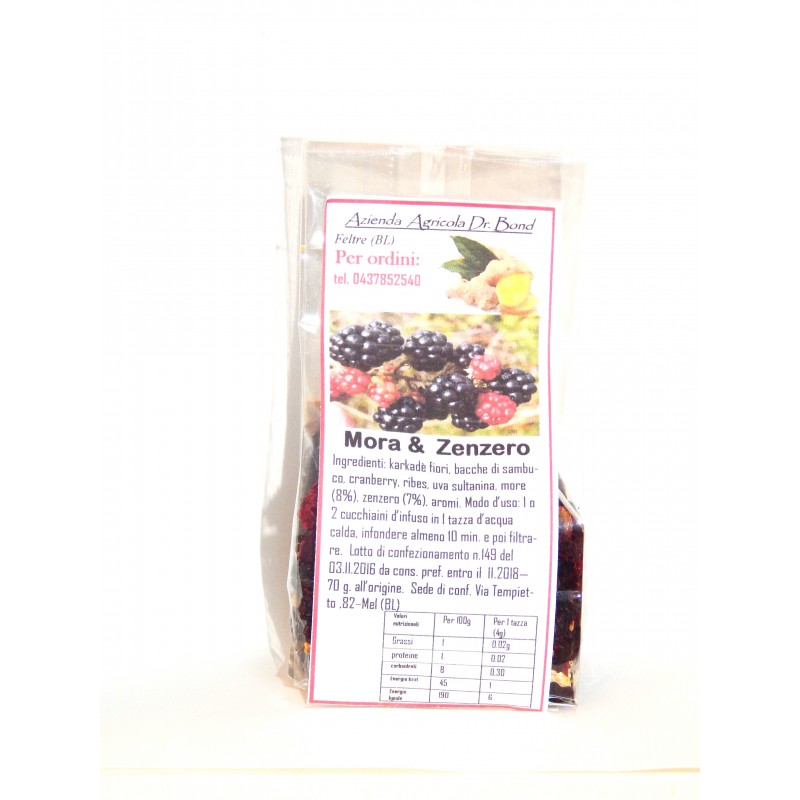 Azienda Agricola Dr. Bond
Feltre (BL)
Per ordini:
tel. 0437852540
Mora & Zenzero
Ingredienti: karkadè fiori, bacche di sambu-
co, cranberry, ribes, uva sultanina, more
(8%), zenzero (7%), aromi. Modo d'uso: 1 o
2 cucchiaini d'infuso in 1 tazza d'acqua
calda, infondere almeno 10 min. e poi filtra-
re. Lotto di confezionamento n.149 del
03.11.2016 da cons. pref. entro il 11.2018–
70 g. all'origine. Sede di conf. Via Tempiet-
to ,82–Mel (BL)
Valori nutrizionali Per 100g Per 1 tazza (4g)
Grassi 1 0.02g
proteine 1 0.02
carboidrati 8 0.30
Energia kcal 45 1
Energia 190 6